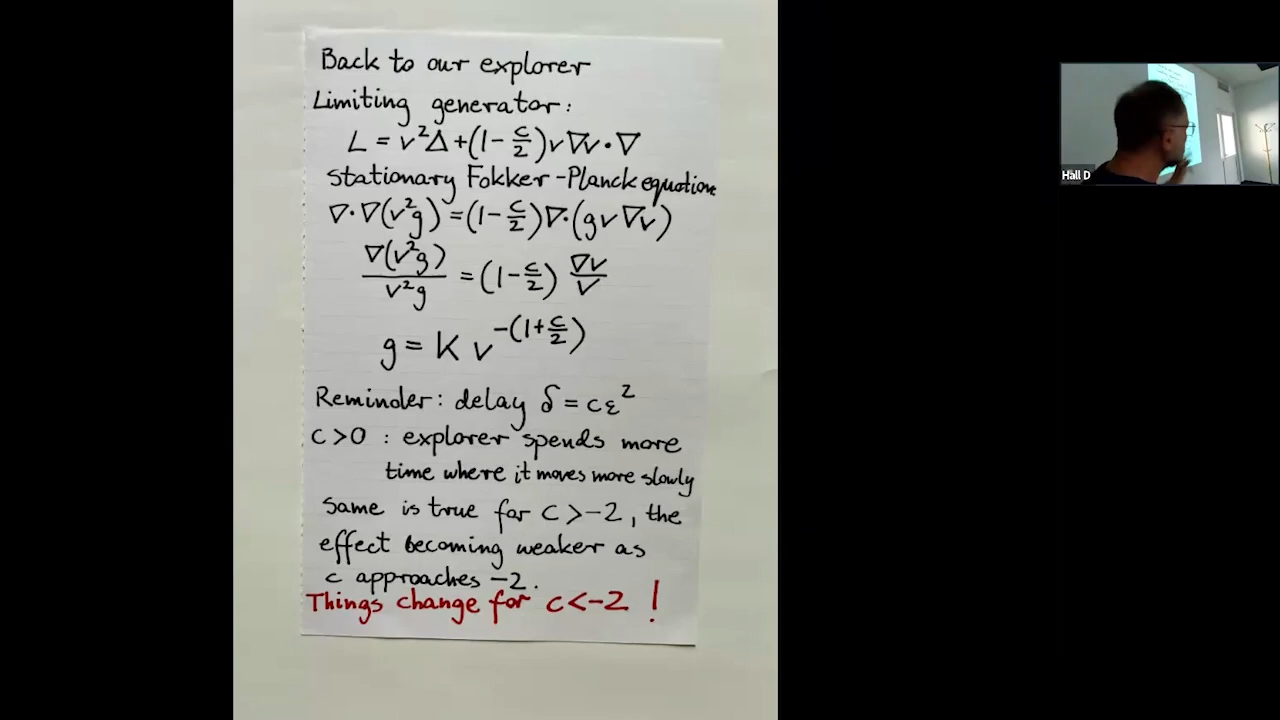 Back to our explorer
Limiting generator:
L = v²Δ + (1 - c/2) v ∇v · ∇
stationary Fokker-Planck equation
∇·∇(v²g) = (1 - c/2) ∇·(g v ∇v)
∇(v²g)/v²g = (1 - c/2) ∇v/v
g = K v^-(1 + c/2)
Reminder: delay δ = cε²
c > 0 : explorer spends more
time where it moves more slowly
same is true for c > -2, the
effect becoming weaker as
c approaches -2.
Things change for c < -2 !
Hall D